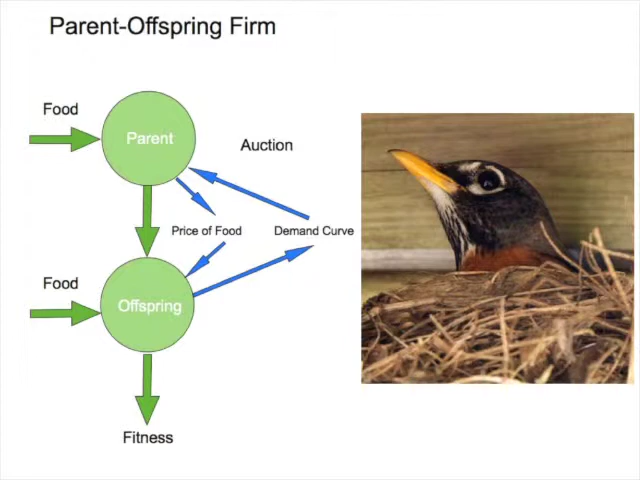 Parent-Offspring Firm
Food
Parent
Auction
Price of Food
Demand Curve
Food
Offspring
Fitness